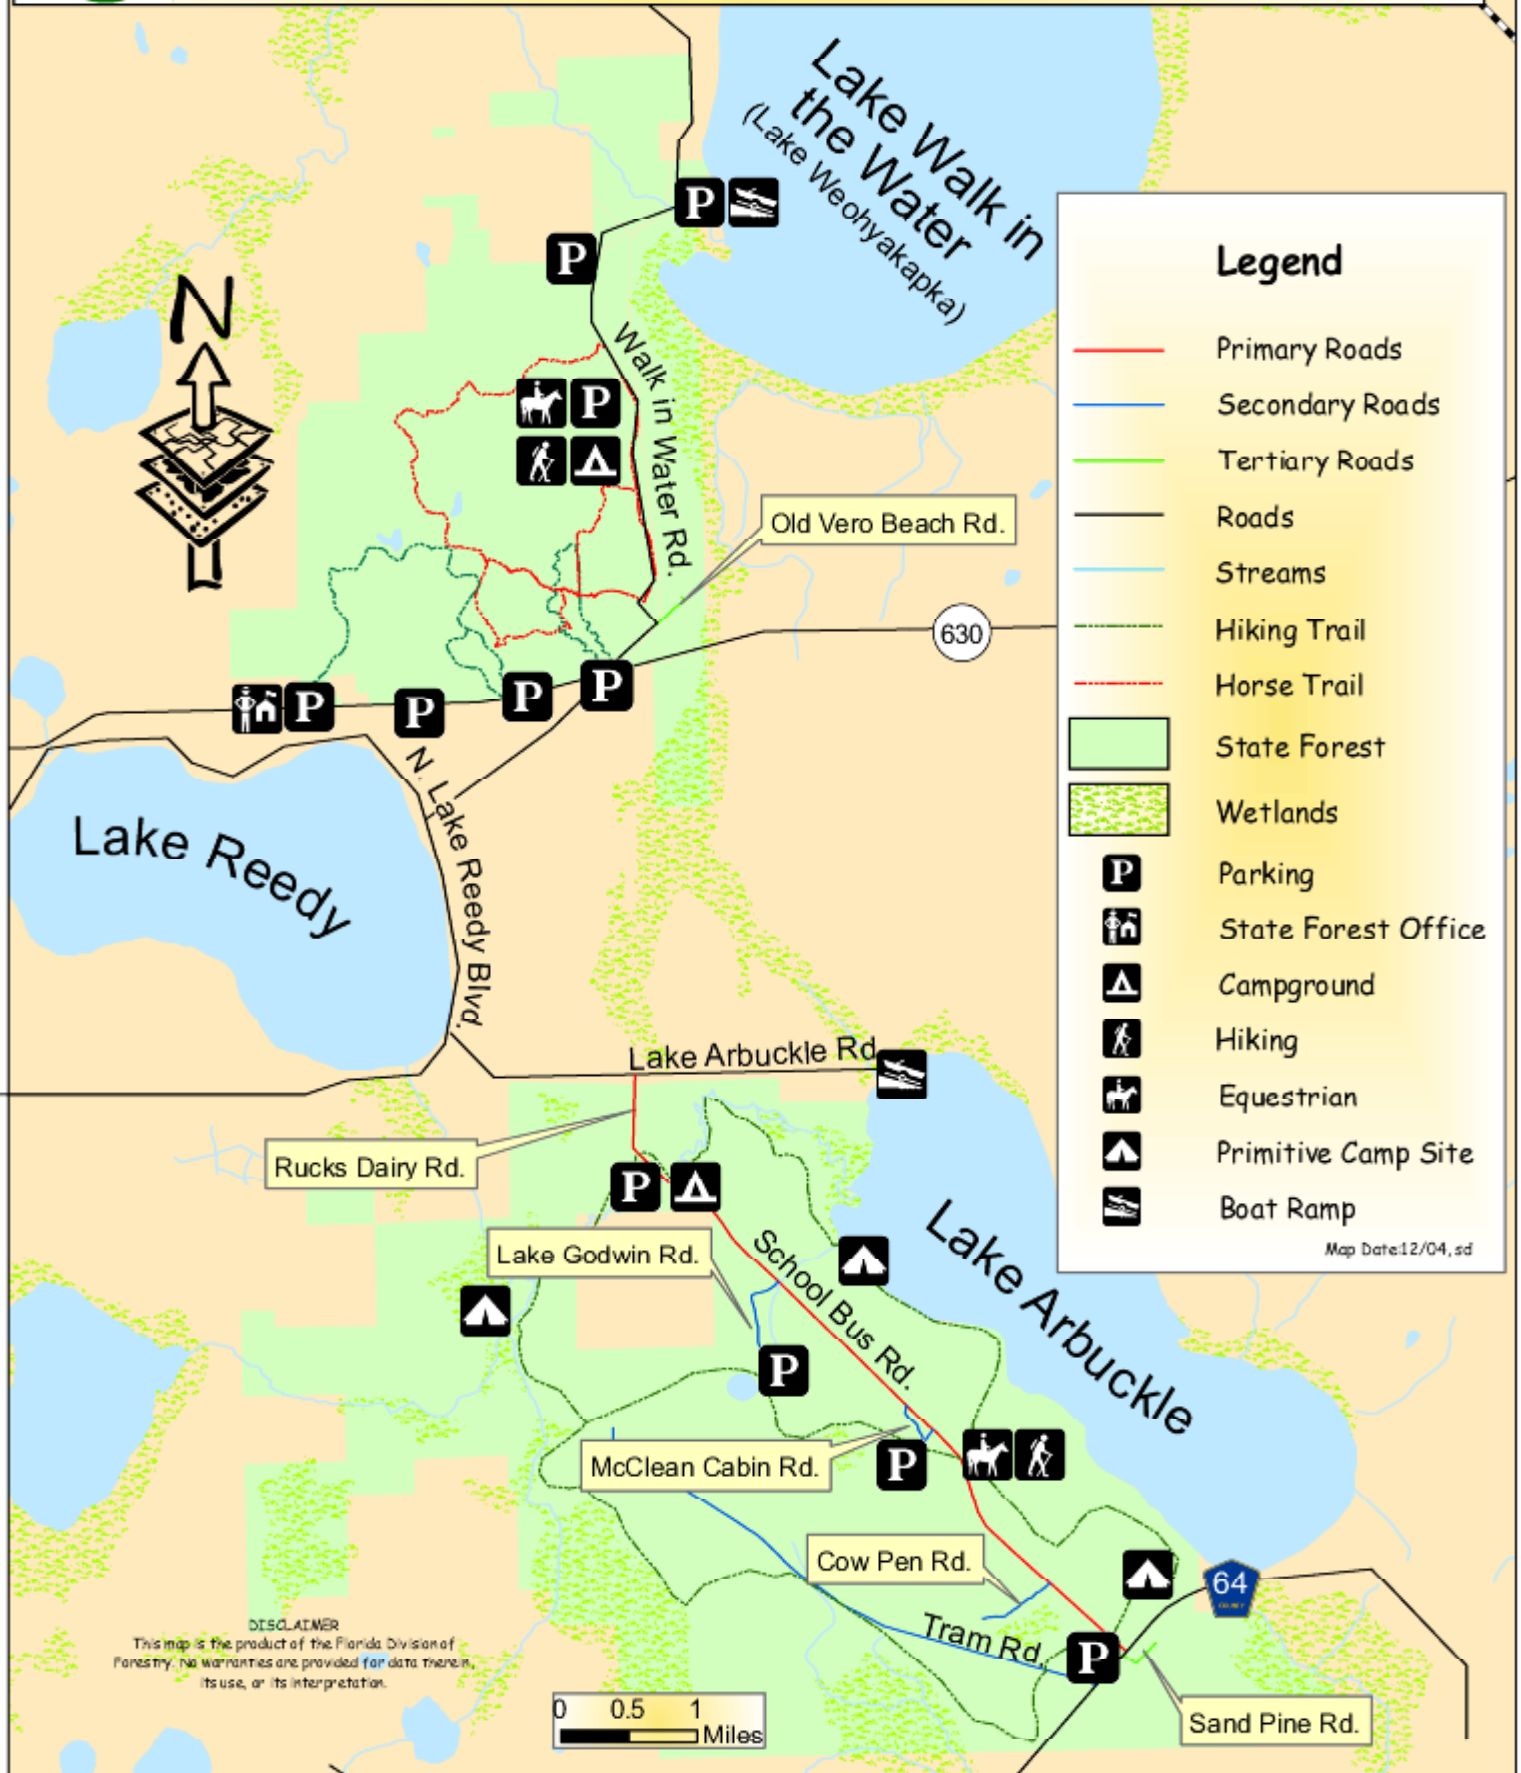 Lake Walk in
the Water
(Lake Weohyakapka)
N
P
P
Walk in Water Rd.
P
Old Vero Beach Rd.
630
P
P
P
P
N. Lake Reedy Blvd.
Lake Reedy
Lake Arbuckle Rd.
Rucks Dairy Rd.
P
Lake Godwin Rd.
School Bus Rd.
P
Lake Arbuckle
McClean Cabin Rd.
P
Cow Pen Rd.
64
COUNTY
Tram Rd.
P
Sand Pine Rd.
Legend
Primary Roads
Secondary Roads
Tertiary Roads
Roads
Streams
Hiking Trail
Horse Trail
State Forest
Wetlands
P Parking
State Forest Office
Campground
Hiking
Equestrian
Primitive Camp Site
Boat Ramp
Map Date:12/04, sd
DISCLAIMER
This map is the product of the Florida Division of
Forestry. No warranties are provided for data therein,
its use, or its interpretation.
0 0.5 1
Miles